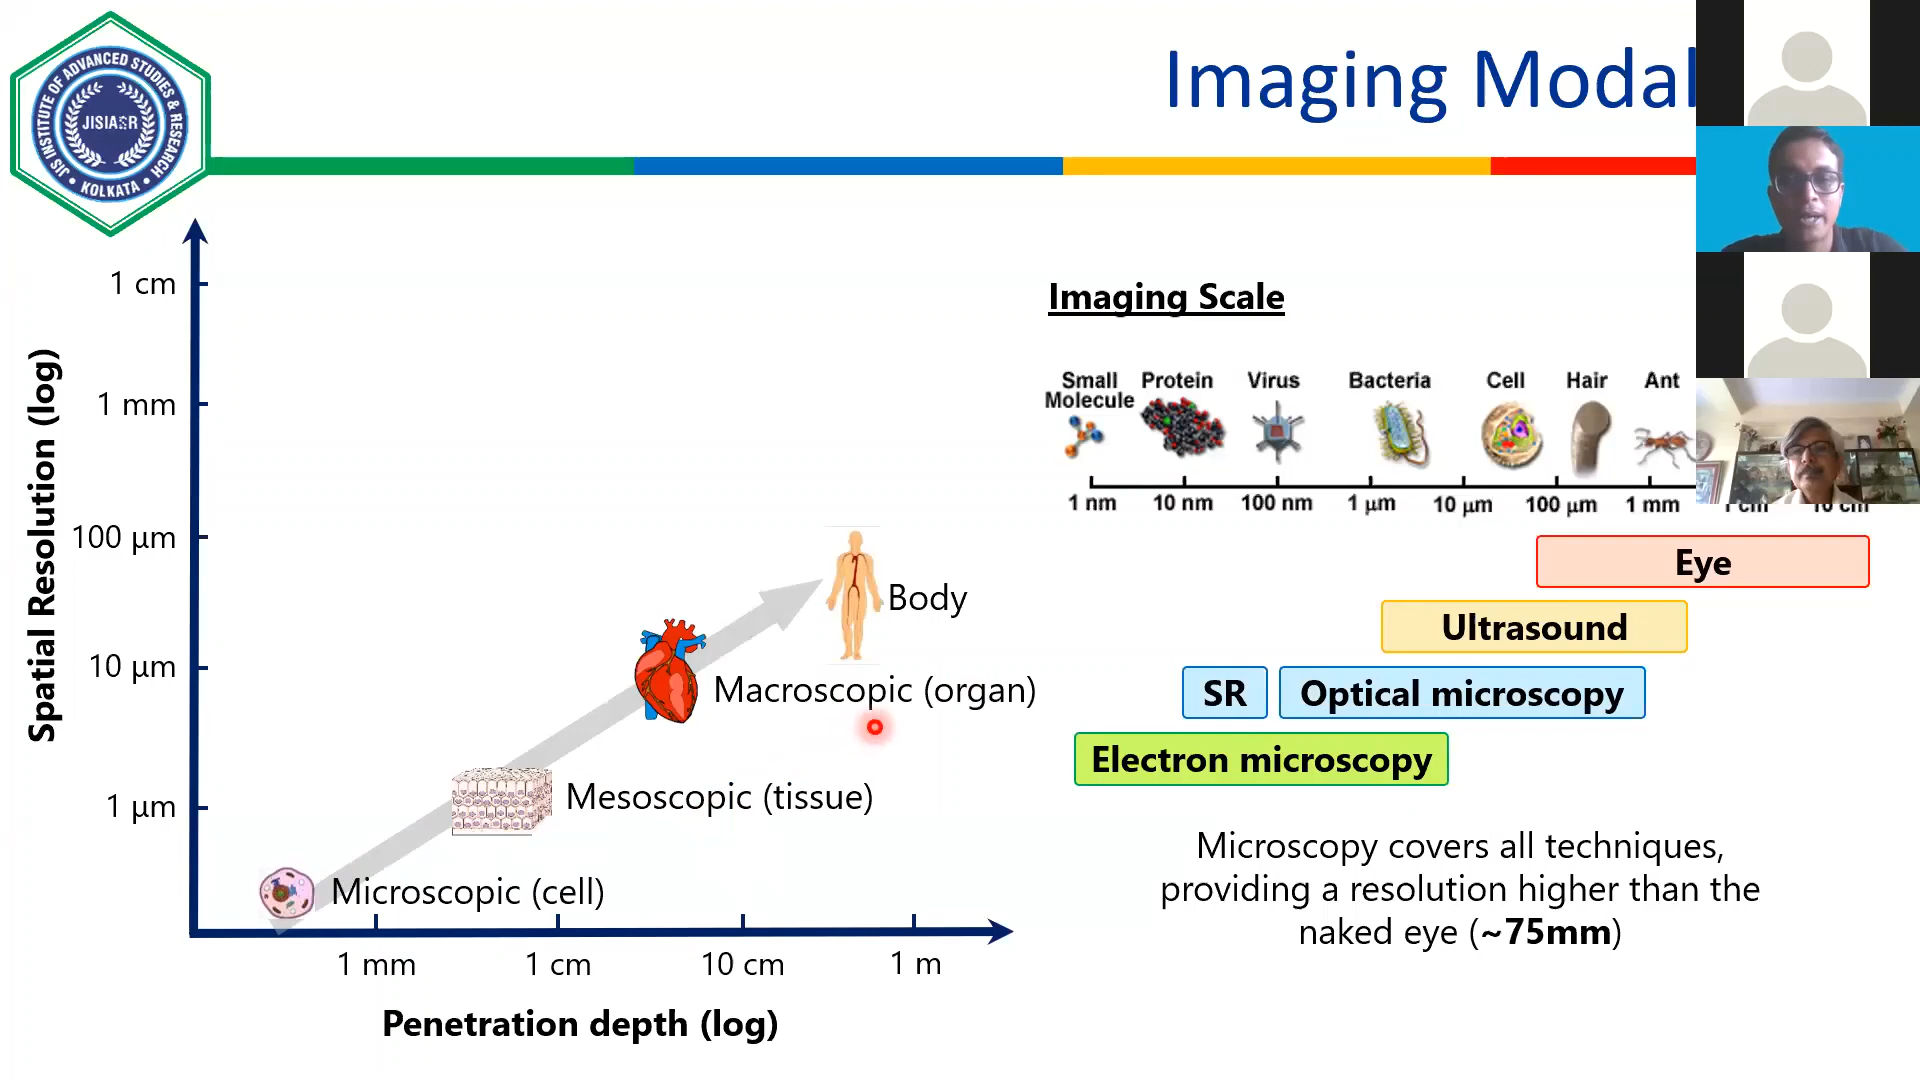 JIS INSTITUTE OF ADVANCED STUDIES & RESEARCH
JISIASR
• KOLKATA •
Imaging Modal
Spatial Resolution (log)
1 cm
1 mm
100 µm
10 µm
1 µm
Body
Macroscopic (organ)
Mesoscopic (tissue)
Microscopic (cell)
1 mm 1 cm 10 cm 1 m
Penetration depth (log)
Imaging Scale
Small Molecule Protein Virus Bacteria Cell Hair Ant
1 nm 10 nm 100 nm 1 µm 10 µm 100 µm 1 mm 1 cm 10 cm
Eye
Ultrasound
SR Optical microscopy
Electron microscopy
Microscopy covers all techniques,
providing a resolution higher than the
naked eye (~75mm)